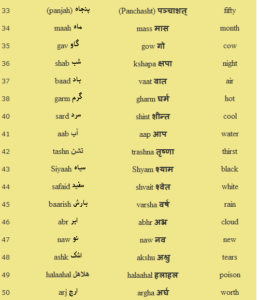 33 (panjah) پنجاه (Panchasht) पञ्चाशत् fifty
34 maah ماه mass मास month
35 gav گاو gow गो cow
36 shab شب kshapa क्षपा night
37 baad باد vaat वात air
38 garm گرم gharm घर्म hot
40 sard سرد shint शीन्त cool
41 aab آب aap आप water
42 tashn تشن trashna तृष्णा thirst
43 Siyaah سیاه Shyam श्याम black
44 safaid سفید shvait श्वेत white
45 baarish بارش varsha वर्ष rain
46 abr ابر abhr अभ्र cloud
47 naw نو nav नव new
48 ashk اشک akshu अश्रु tears
49 halaahal هلاهل halaahal हलाहल poison
50 arj ارج argha अर्घ worth